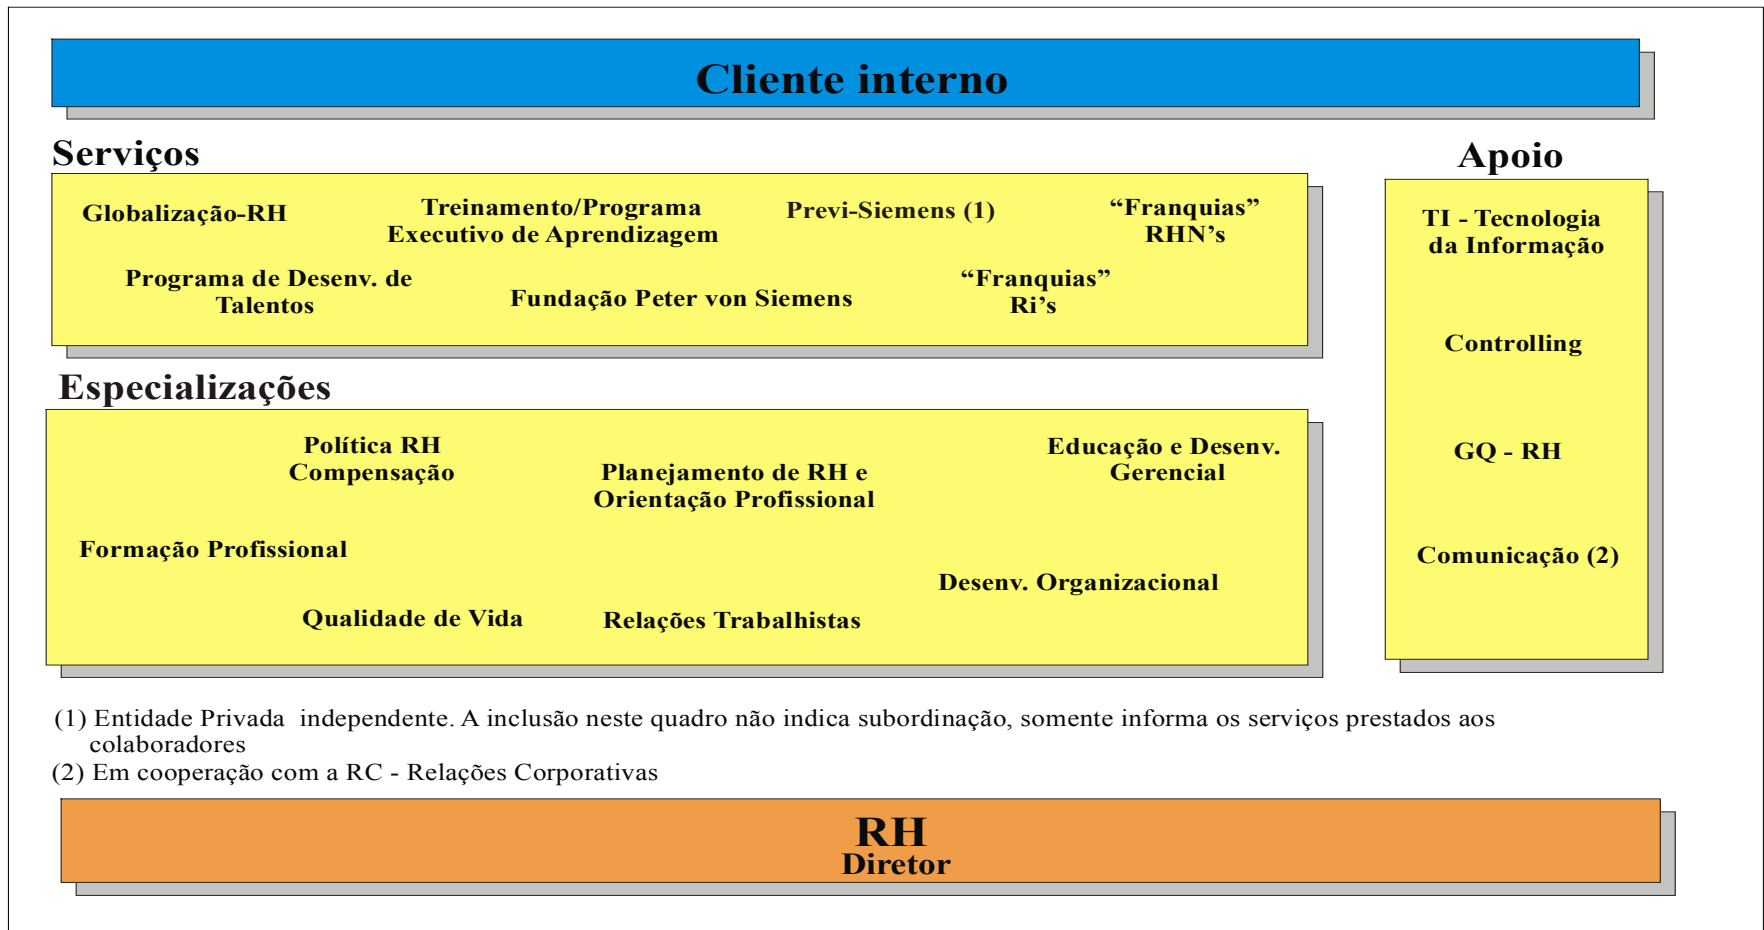 Cliente interno
Serviços
Globalização-RH
Treinamento/Programa
Executivo de Aprendizagem
Previ-Siemens (1)
“Franquias”
RHN’s
Programa de Desenv. de
Talentos
Fundação Peter von Siemens
“Franquias”
Ri’s
Apoio
TI - Tecnologia
da Informação
Controlling
GQ - RH
Comunicação (2)
Especializações
Política RH
Compensação
Planejamento de RH e
Orientação Profissional
Educação e Desenv.
Gerencial
Formação Profissional
Desenv. Organizacional
Qualidade de Vida
Relações Trabalhistas
(1) Entidade Privada independente. A inclusão neste quadro não indica subordinação, somente informa os serviços prestados aos
colaboradores
(2) Em cooperação com a RC - Relações Corporativas
RH
Diretor